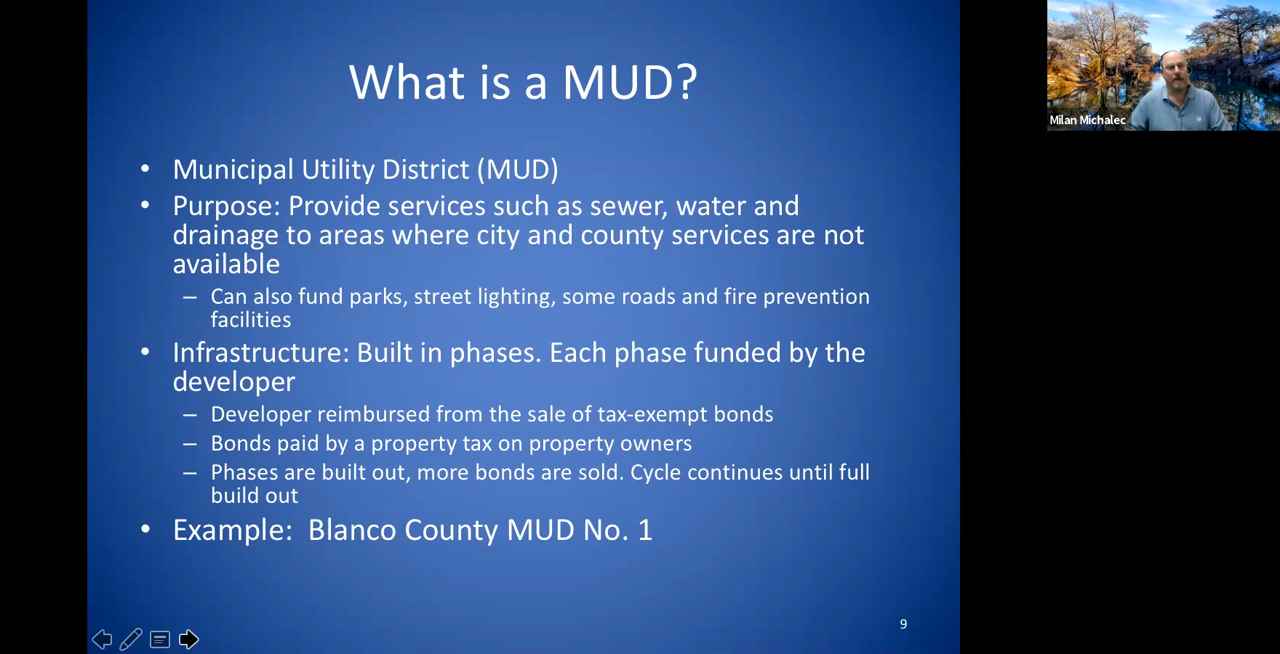 What is a MUD?
• Municipal Utility District (MUD)
• Purpose: Provide services such as sewer, water and
drainage to areas where city and county services are not
available
– Can also fund parks, street lighting, some roads and fire prevention
facilities
• Infrastructure: Built in phases. Each phase funded by the
developer
– Developer reimbursed from the sale of tax-exempt bonds
– Bonds paid by a property tax on property owners
– Phases are built out, more bonds are sold. Cycle continues until full
build out
• Example:  Blanco County MUD No. 1
9
Milan Michalec